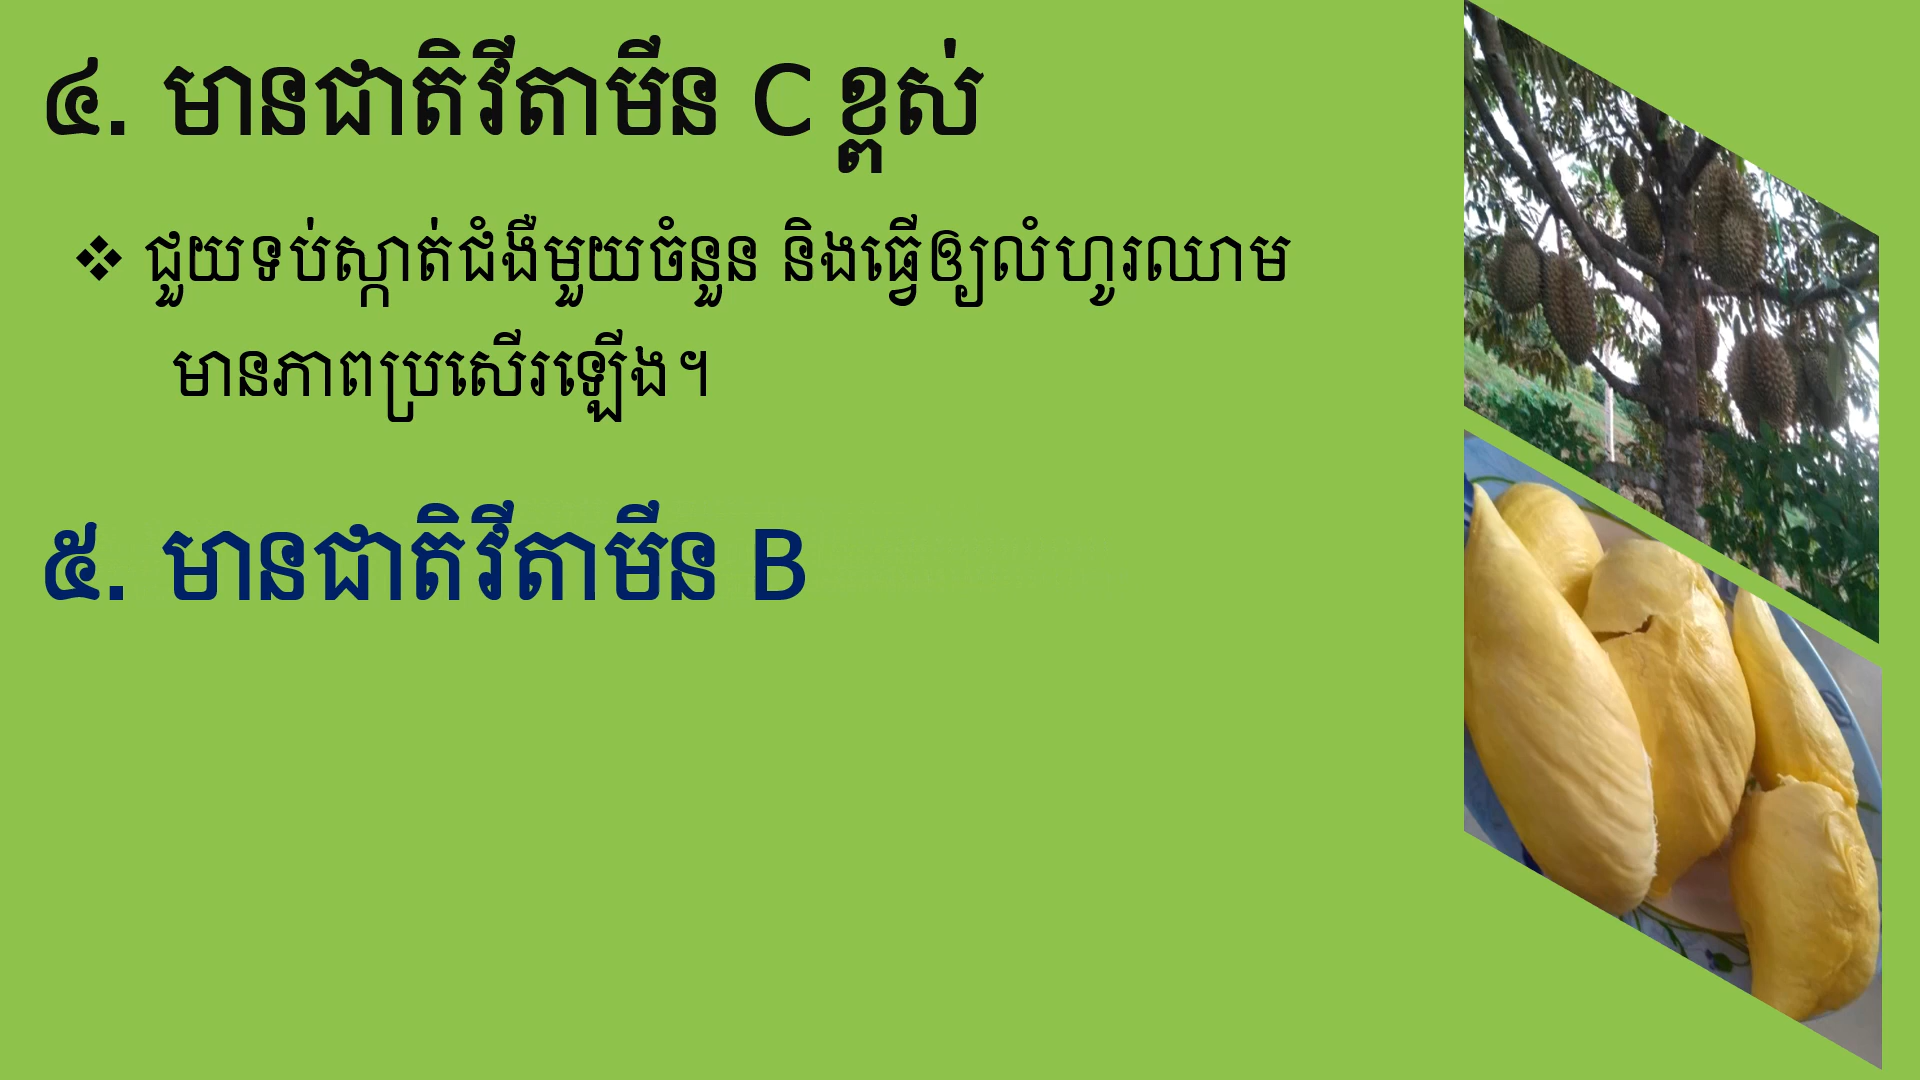 ៤. មានជាតិវីតាមីន C ខ្ពស់
❖ ជួយទប់ស្កាត់ជំងឺមួយចំនួន និងធ្វើឲ្យលំហូរឈាម
មានភាពប្រសើរឡើង។
៥. មានជាតិវីតាមីន B